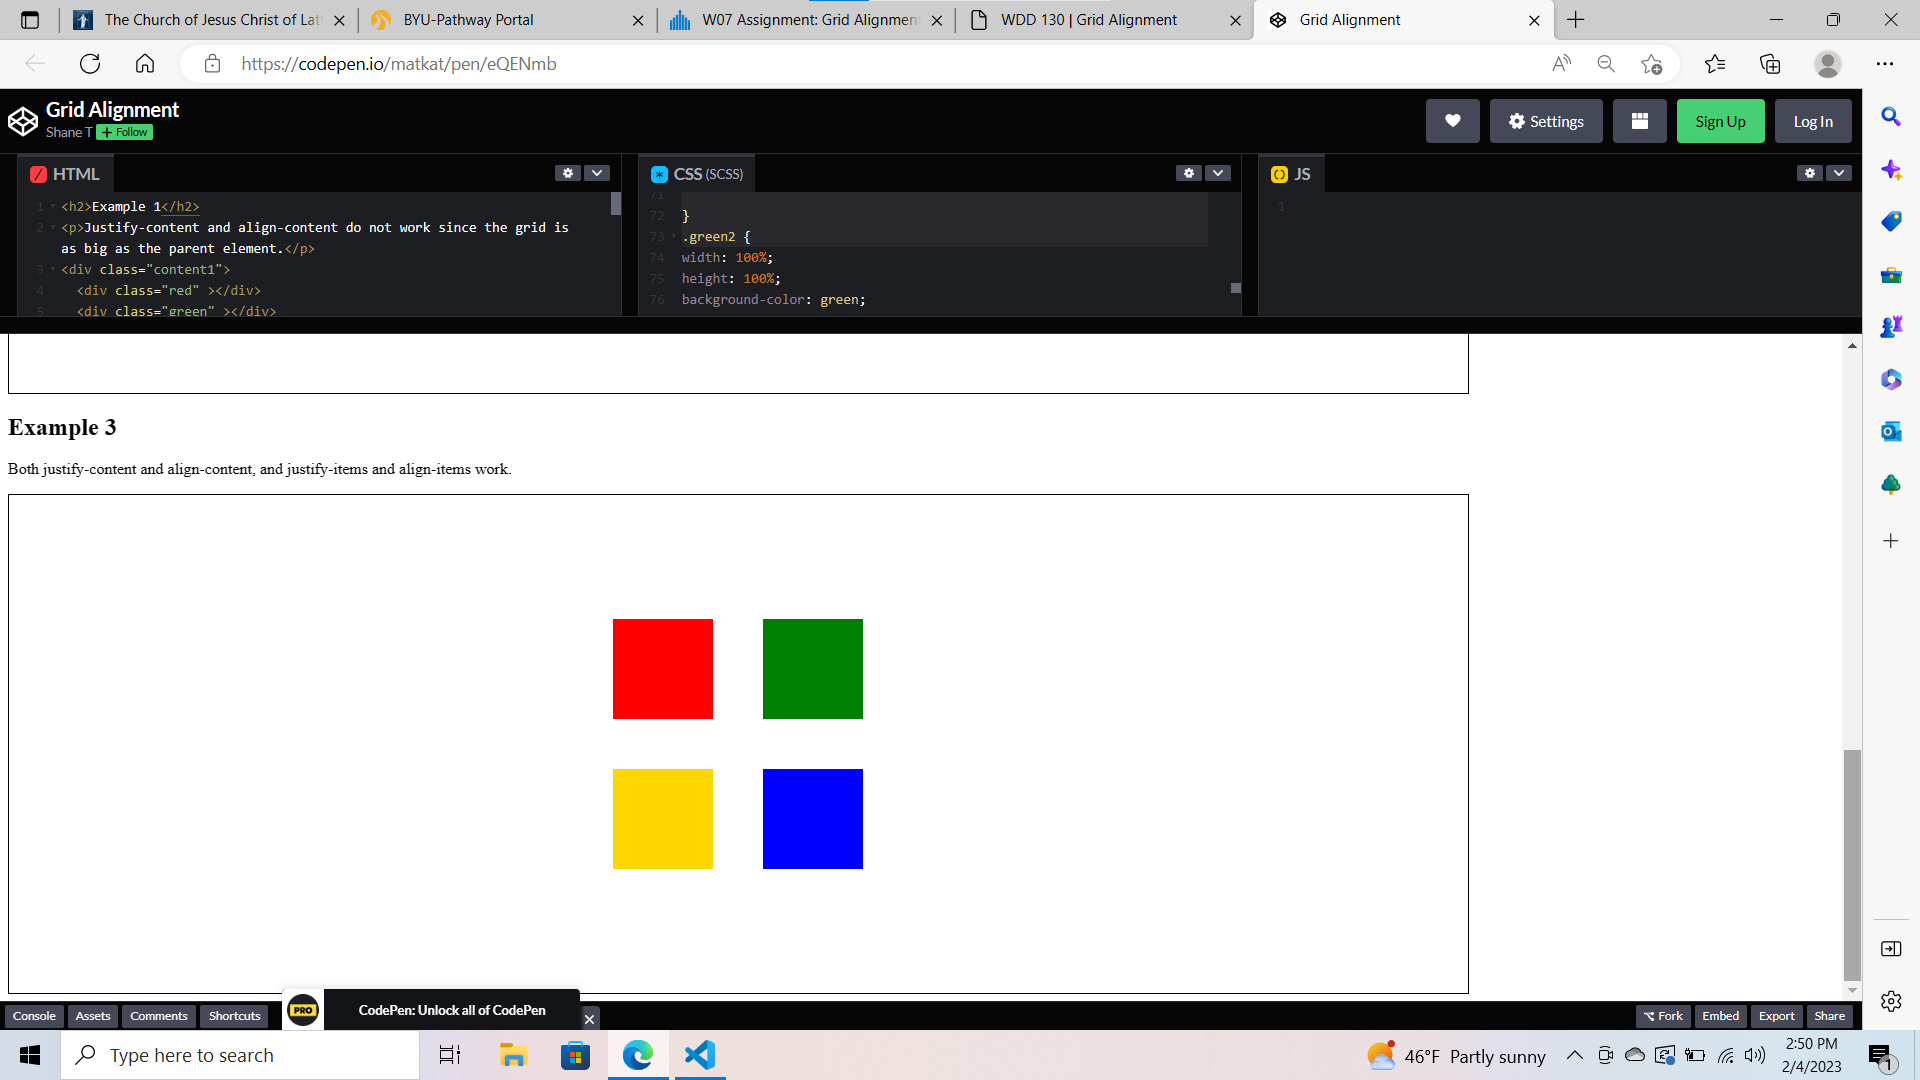 The Church of Jesus Christ of Lat
BYU-Pathway Portal
W07 Assignment: Grid Alignmen
WDD 130 | Grid Alignment
Grid Alignment
https://codepen.io/matkat/pen/eQENmb
Grid Alignment
Shane T
+ Follow
Settings
Sign Up
Log In
HTML
CSS (SCSS)
JS
1 <h2>Example 1</h2>
2 <p>Justify-content and align-content do not work since the grid is
as big as the parent element.</p>
3 <div class="content1">
4 <div class="red" ></div>
5 <div class="green" ></div>
71
72 }
73 .green2 {
74 width: 100%;
75 height: 100%;
76 background-color: green;
1
Example 3
Both justify-content and align-content, and justify-items and align-items work.
Console
Assets
Comments
Shortcuts
PRO
CodePen: Unlock all of CodePen
Fork
Embed
Export
Share
Type here to search
46°F Partly sunny
2:50 PM
2/4/2023
1